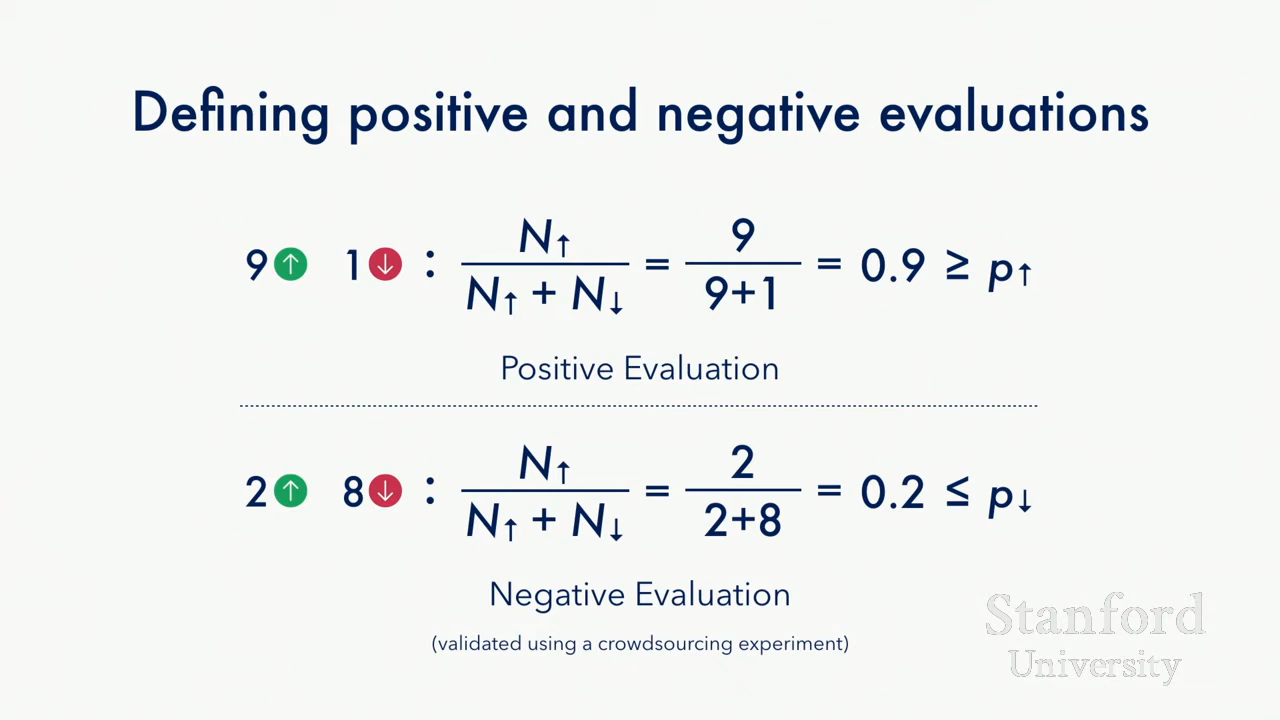 Defining positive and negative evaluations
9↑ 1↓ : N↑ / (N↑ + N↓) = 9 / (9+1) = 0.9 ≥ p↑
Positive Evaluation
2↑ 8↓ : N↑ / (N↑ + N↓) = 2 / (2+8) = 0.2 ≤ p↓
Negative Evaluation
(validated using a crowdsourcing experiment)
Stanford
University